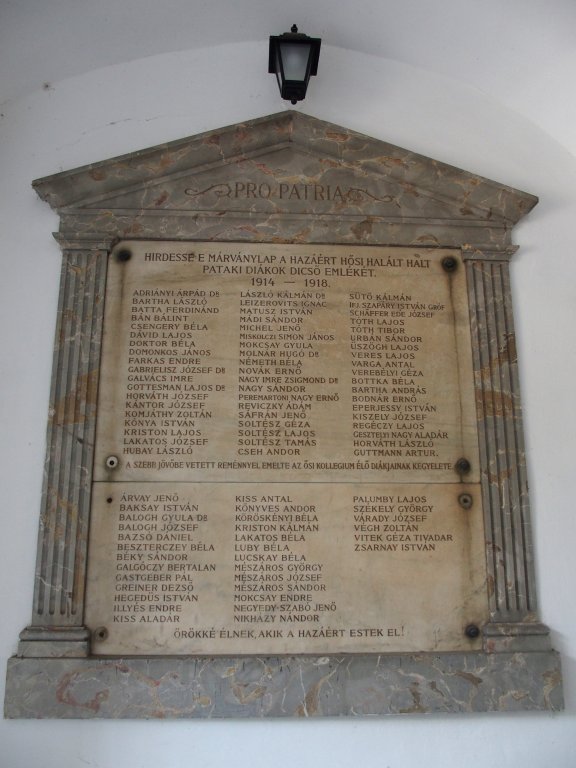 PRO PATRIA
HIRDESSE E MÁRVÁNYLAP A HAZÁÉRT HŐSI HALÁLT HALT
PATAKI DIÁKOK DICSŐ EMLÉKÉT.
1914 — 1918.
ADRIÁNYI ÁRPÁD DR
BARTHA LÁSZLÓ
BATTA FERDINÁND
BÁN BÁLINT
CSENGERY BÉLA
DÁVID LAJOS
DOKTOR BÉLA
DOMONKOS JÁNOS
FARKAS ENDRE
GABRIELISZ JÓZSEF DR
GALVÁCS IMRE
GOTTESMAN LAJOS DR
HORVÁTH JÓZSEF
KÁNTOR JÓZSEF
KOMJÁTHY ZOLTÁN
KÓNYA ISTVÁN
KRISTON LAJOS
LAKATOS JÓZSEF
HUBAY LÁSZLÓ
LÁSZLÓ KÁLMÁN DR
LEIZEROVITS IGNÁC
MATUSZ ISTVÁN
MÁDI SÁNDOR
MICHEL JENŐ
MISKOLCZI SIMON JÁNOS
MOKCSAY GYULA
MOLNÁR HUGÓ DR
NÉMETH BÉLA
NOVÁK ERNŐ
NAGY IMRE ZSIGMOND DR
NAGY SÁNDOR
PEREMARTONI NAGY ERNŐ
REVICZKY ÁDÁM
SÁFRÁN JENŐ
SOLTÉSZ GÉZA
SOLTÉSZ LAJOS
SOLTÉSZ TAMÁS
CSEH ANDOR
SÜTŐ KÁLMÁN
IFJ. SZAPÁRY ISTVÁN GRÓF
SCHÄFFER EDE JÓZSEF
TÓTH LAJOS
TÓTH TIBOR
URBÁN SÁNDOR
ÜSZÖGH LAJOS
VERES LAJOS
VARGA ANTAL
VEREBÉLYI GÉZA
BOTTKA BÉLA
BARTHA ANDRÁS
BODNÁR ERNŐ
EPERJESSY ISTVÁN
KISZELY JÓZSEF
REGÉCZY LAJOS
GESZTELYI NAGY ALADÁR
HORVÁTH LÁSZLÓ
GUTTMANN ARTUR.
A SZEBB JÖVŐBE VETETT REMÉNNYEL EMELTE AZ ŐSI KOLLEGIUM ÉLŐ DIÁKJAINAK KEGYELETE.
ÁRVAY JENŐ
BAKSAY ISTVÁN
BALOGH GYULA DR
BALOGH JÓZSEF
BAZSÓ DÁNIEL
BESZTERCZEY BÉLA
BÉKY SÁNDOR
GALGÓCZY BERTALAN
GASTGEBER PÁL
GREINER DEZSŐ
HEGEDŰS ISTVÁN
ILLYÉS ENDRE
KISS ALADÁR
KISS ANTAL
KÖNYVES ANDOR
KŐRÖSKÉNYI BÉLA
KRISTON KÁLMÁN
LAKATOS BÉLA
LUBY BÉLA
LUCSKAY BÉLA
MÉSZÁROS GYÖRGY
MÉSZÁROS JÓZSEF
MÉSZÁROS SÁNDOR
MOKCSAY ENDRE
NEGYEDY SZABÓ JENŐ
NIKHÁZY NÁNDOR
PALUMBY LAJOS
SZÉKELY GYÖRGY
VÁRADY JÓZSEF
VÉGH ZOLTÁN
VITEK GÉZA TIVADAR
ZSARNAY ISTVÁN
ÖRÖKKÉ ÉLNEK, AKIK A HAZÁÉRT ESTEK EL!